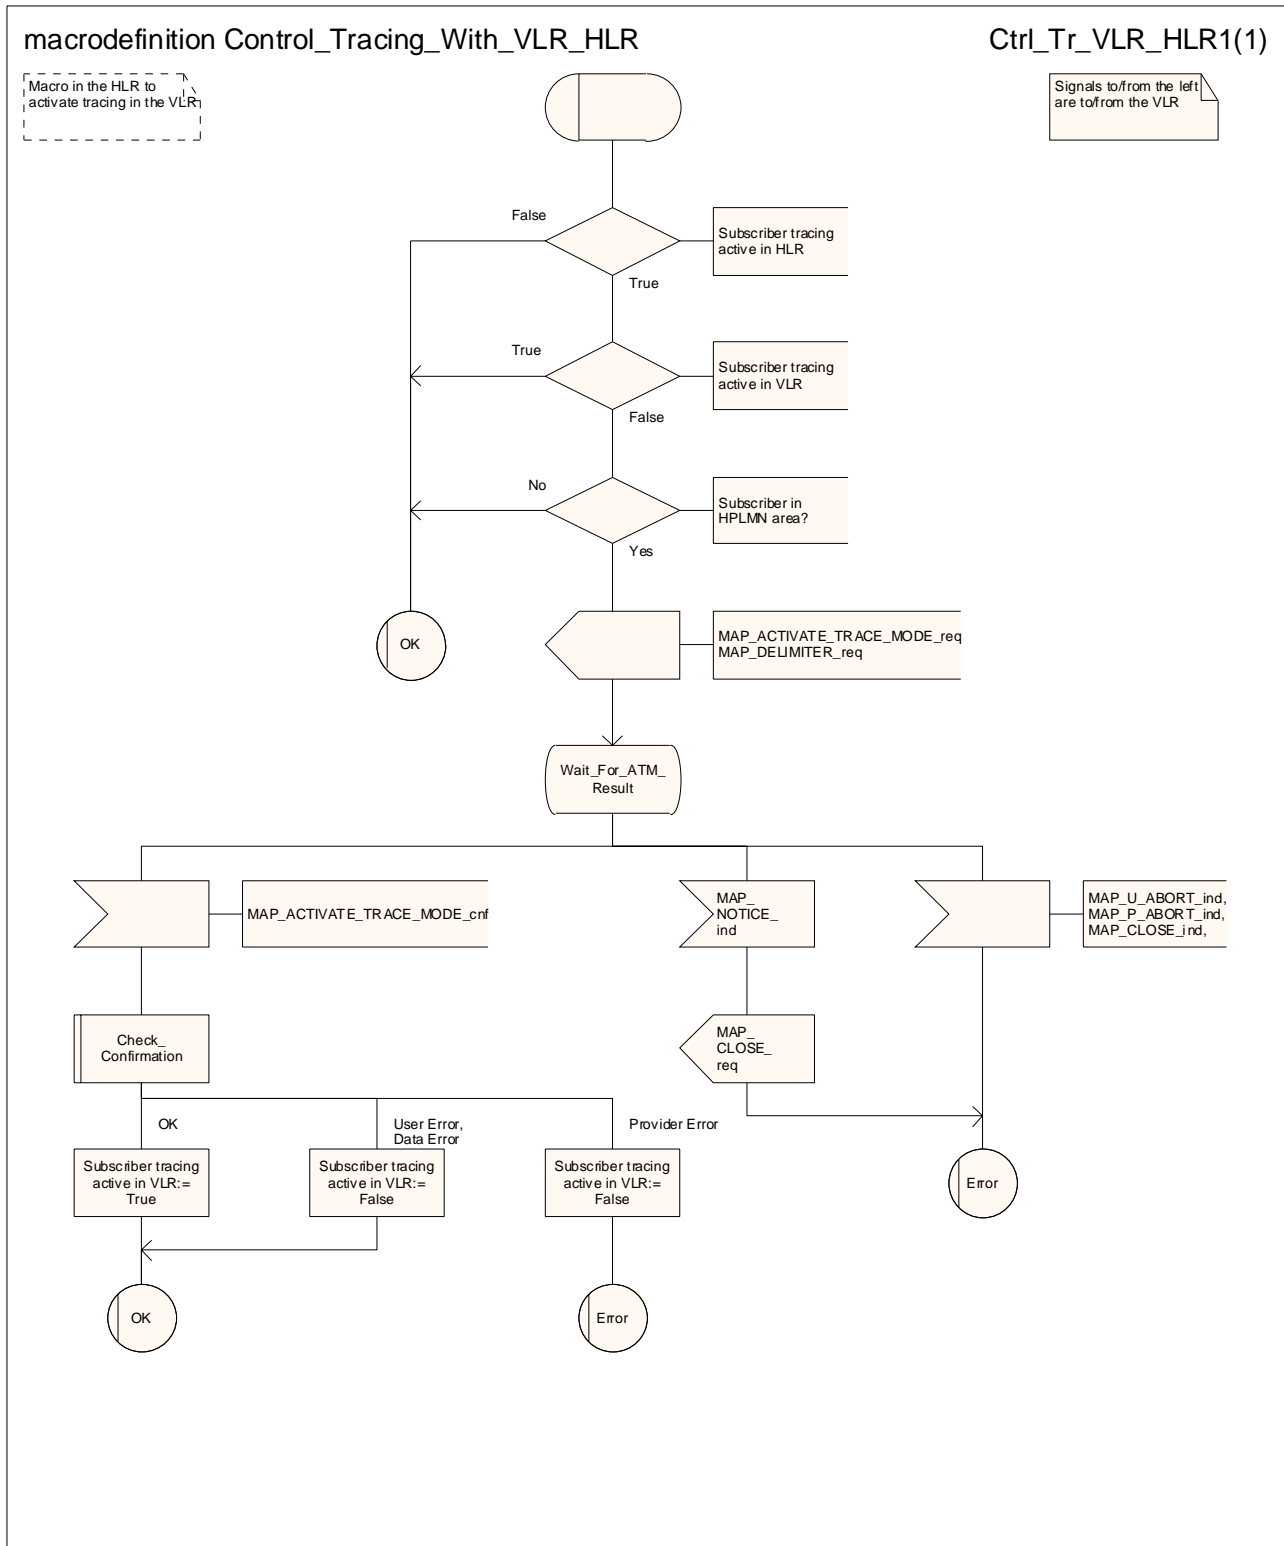 macrodefinition Control_Tracing_With_VLR_HLR
Ctrl_Tr_VLR_HLR1(1)
Macro in the HLR to
activate tracing in the VLR
Signals to/from the left
are to/from the VLR
False
Subscriber tracing
active in HLR
True
True
Subscriber tracing
active in VLR
False
No
Subscriber in
HPLMN area?
Yes
OK
MAP_ACTIVATE_TRACE_MODE_req
MAP_DELIMITER_req
Wait_For_ATM_
Result
MAP_ACTIVATE_TRACE_MODE_cnf
MAP_
NOTICE_
ind
MAP_U_ABORT_ind,
MAP_P_ABORT_ind,
MAP_CLOSE_ind,
Check_
Confirmation
MAP_
CLOSE_
req
OK
User Error,
Data Error
Provider Error
Subscriber tracing
active in VLR:=
True
Subscriber tracing
active in VLR:=
False
Subscriber tracing
active in VLR:=
False
Error
OK
Error